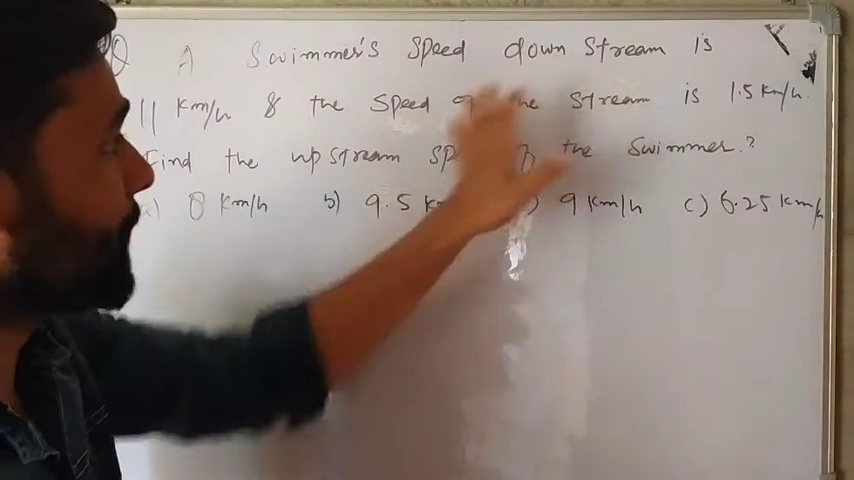 Q A Swimmer's Speed down Stream is
11 Km/h & the Speed of the Stream is 1.5 Km/h.
Find the upstream the Swimmer.?
a) 8 Km/h b) 9.5 ) 9 Km/h c) 6.25 Km/h